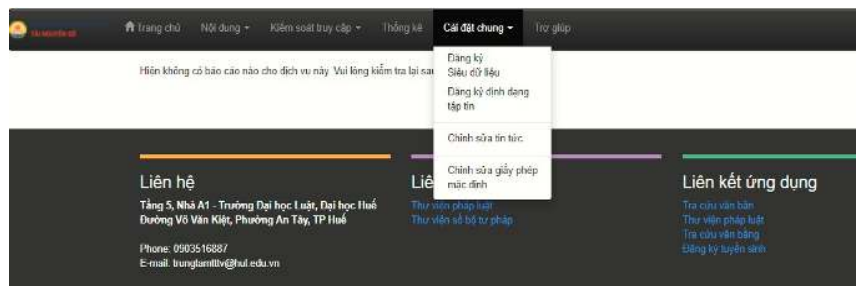 TÀI NGUYÊN SỐ
Trang chủ Nội dung Kiểm soát truy cập Thống kê Cài đặt chung Trợ giúp
Hiện không có báo cáo nào cho dịch vụ này. Vui lòng kiểm tra lại sau
Đăng ký
Siêu dữ liệu
Đăng ký định dạng
tập tin
Chỉnh sửa tin tức
Chỉnh sửa giấy phép
mặc định
Liên hệ
Tầng 5, Nhà A1 - Trường Đại học Luật, Đại học Huế
Đường Võ Văn Kiệt, Phường An Tây, TP Huế
Phone: 0903516887
E-mail: trungtamtttv@hul.edu.vn
Liê
Thư viện pháp luật
Thư viện số bộ tư pháp
Liên kết ứng dụng
Tra cứu văn bản
Thư viện pháp luật
Tra cứu văn bằng
Đăng ký tuyển sinh